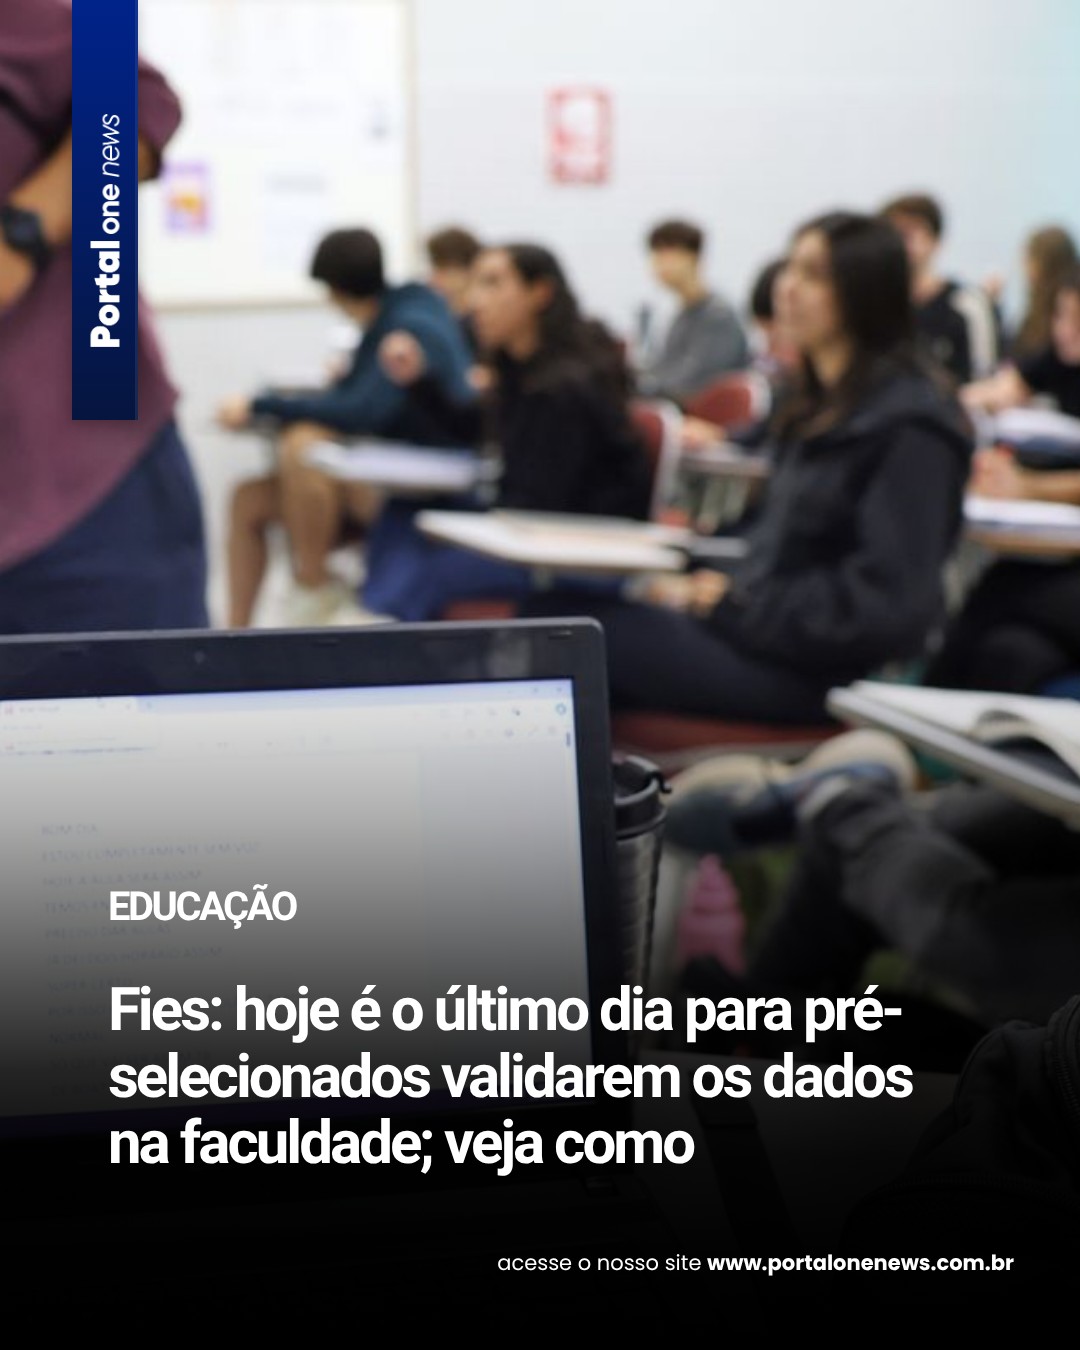 Portal one news
EDUCAÇÃO
Fies: hoje é o último dia para pré-
selecionados validarem os dados
na faculdade; veja como
acesse o nosso site www.portalonenews.com.br